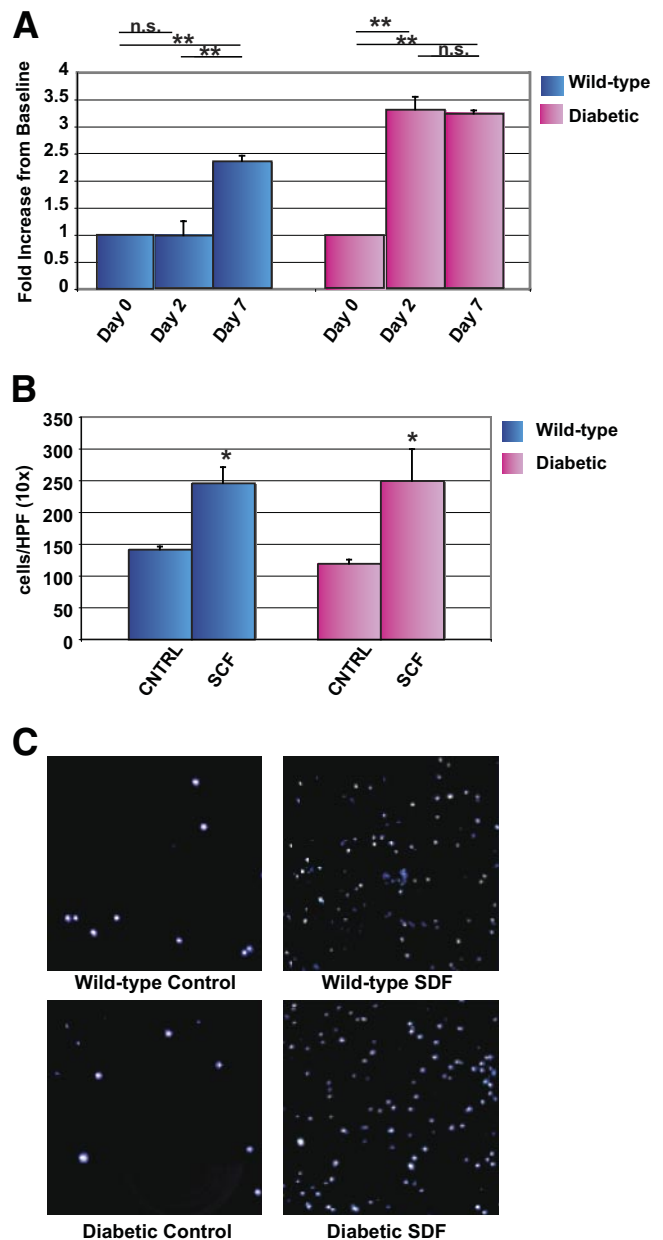 A
n.s.
**
**
**
**
n.s.
Fold Increase from Baseline
4
3.5
3
2.5
2
1.5
1
0.5
0
Day 0
Day 2
Day 7
Day 0
Day 2
Day 7
Wild-type
Diabetic
B
cells/HPF (10x)
350
300
250
200
150
100
50
0
*
*
CNTRL
SCF
CNTRL
SCF
Wild-type
Diabetic
C
Wild-type Control
Wild-type SDF
Diabetic Control
Diabetic SDF